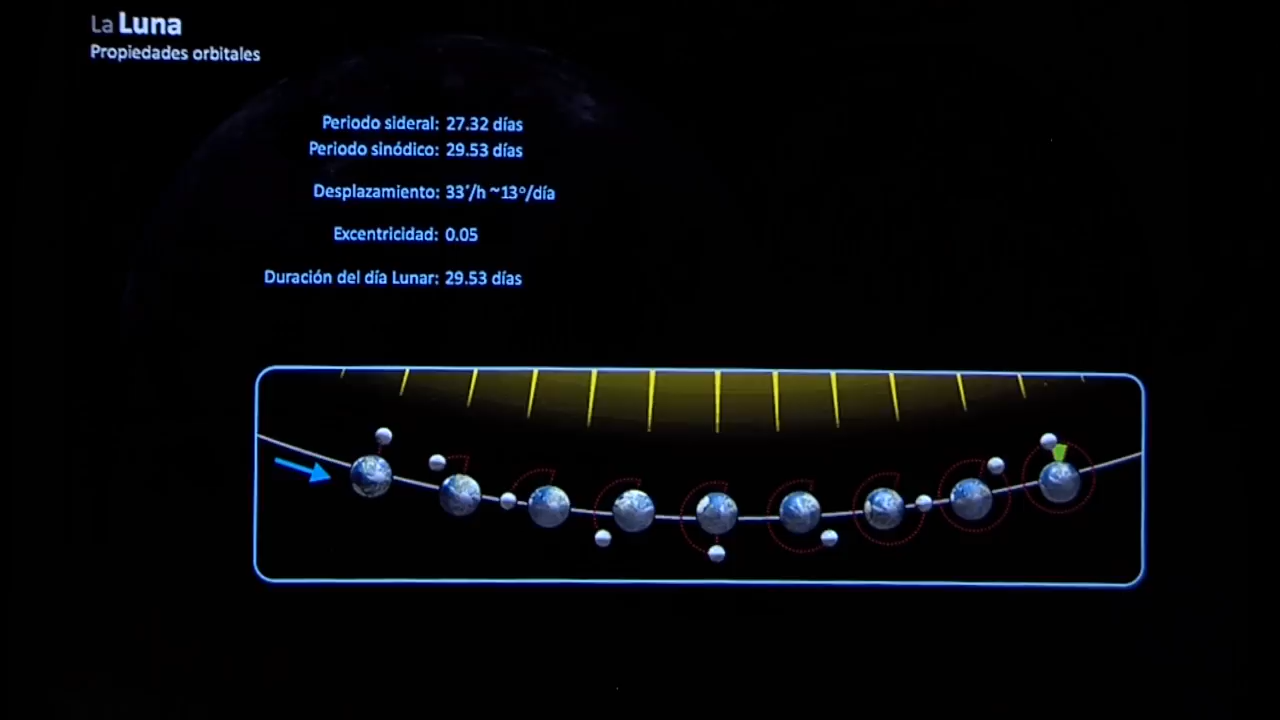 La Luna
Propiedades orbitales
Periodo sideral: 27.32 días
Periodo sinódico: 29.53 días
Desplazamiento: 33´/h ~13º/día
Excentricidad: 0.05
Duración del día Lunar: 29.53 días